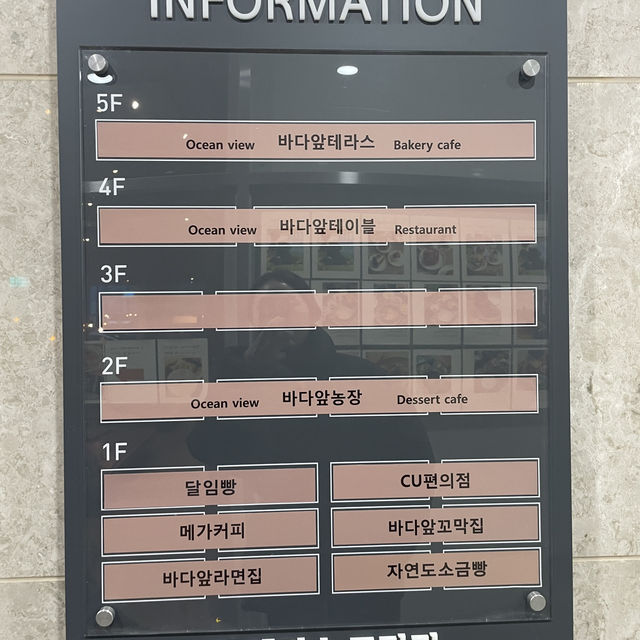 INFORMATION
5F
Ocean view 바다앞테라스 Bakery cafe
4F
Ocean view 바다앞테이블 Restaurant
3F
2F
Ocean view 바다앞농장 Dessert cafe
1F
달임빵 CU편의점
메가커피 바다앞꼬막집
바다앞라면집 자연도소금빵